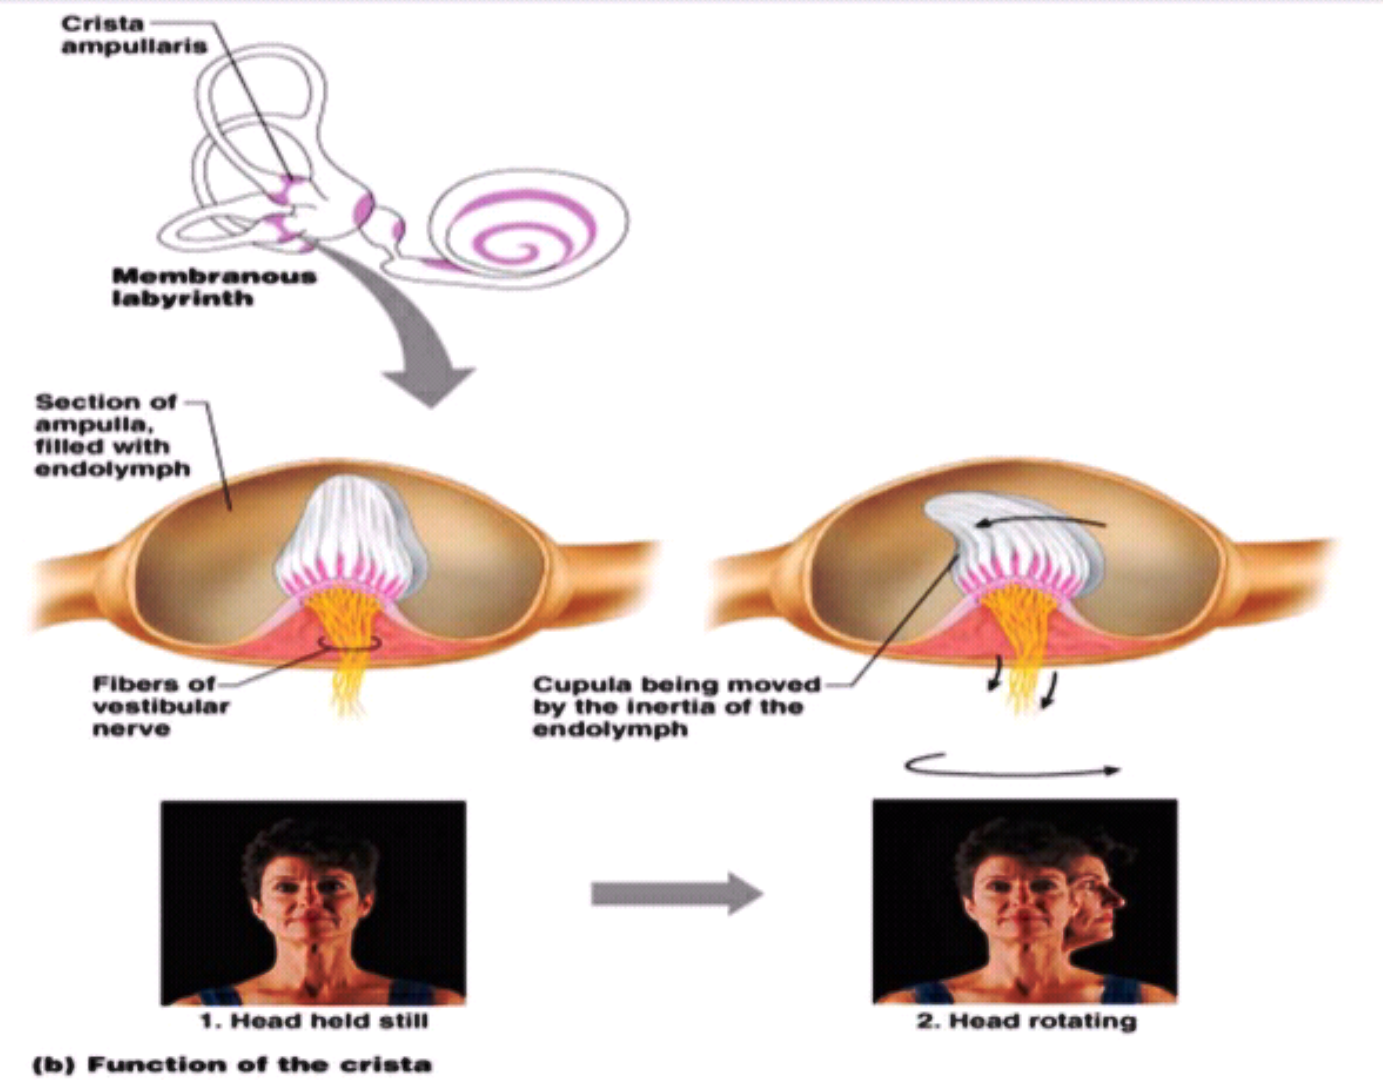 Crista
ampullaris
Membranous
labyrinth
Section of
ampulla,
filled with
endolymph
Fibers of
vestibular
nerve
Cupula being moved
by the inertia of the
endolymph
1. Head held still
2. Head rotating
(b) Function of the crista